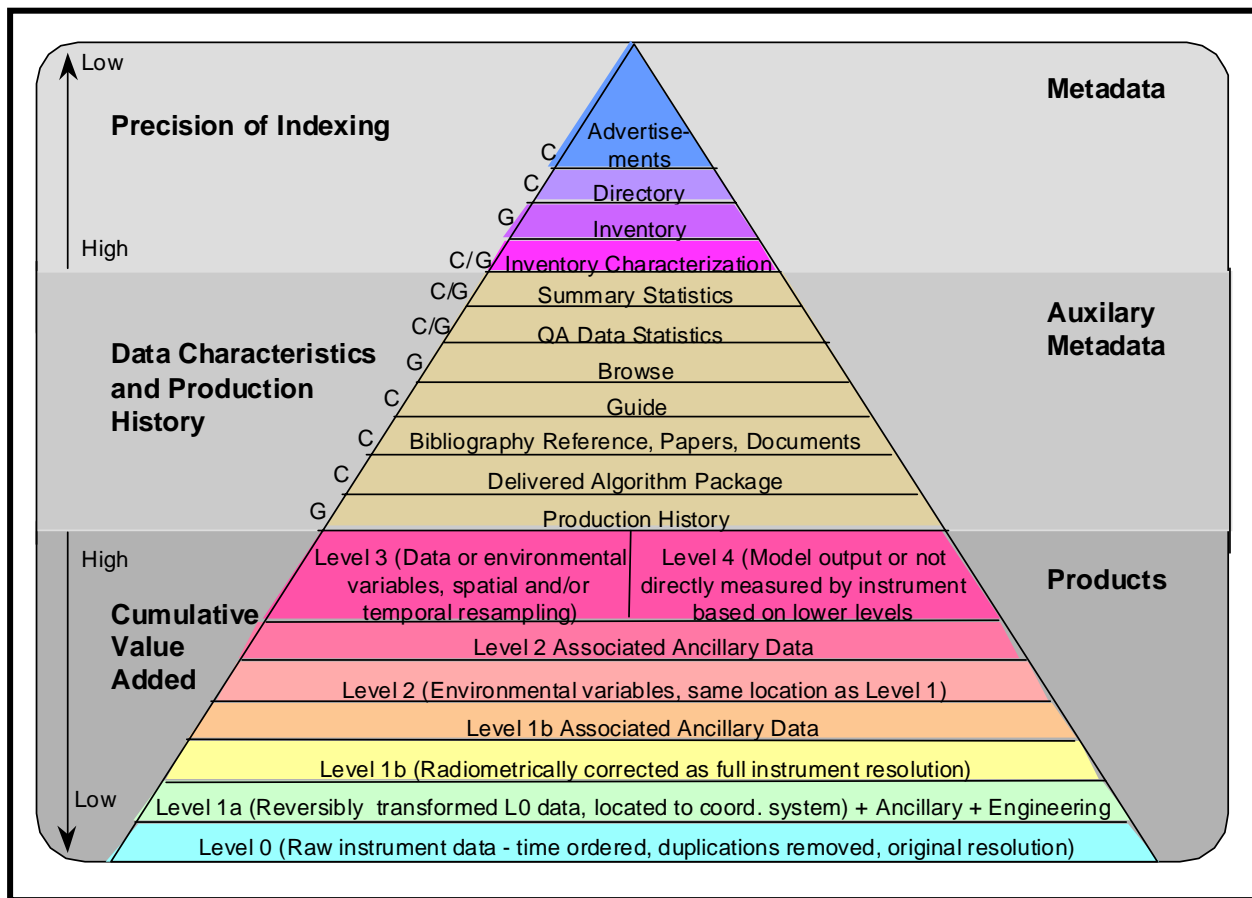 Low
Precision of Indexing
High
Metadata
Advertise-
ments
C
Directory
C
Inventory
G
Inventory Characterization
C/G
Data Characteristics
and Production
History
Auxilary
Metadata
C/G
Summary Statistics
C/G
QA Data Statistics
G
Browse
C
Guide
C
Bibliography Reference, Papers, Documents
C
Delivered Algorithm Package
G
Production History
High
Cumulative
Value
Added
Low
Products
Level 3 (Data or environmental
variables, spatial and/or
temporal resampling)
Level 4 (Model output or not
directly measured by instrument
based on lower levels
Level 2 Associated Ancillary Data
Level 2 (Environmental variables, same location as Level 1)
Level 1b Associated Ancillary Data
Level 1b (Radiometrically corrected as full instrument resolution)
Level 1a (Reversibly transformed L0 data, located to coord. system) + Ancillary + Engineering
Level 0 (Raw instrument data - time ordered, duplications removed, original resolution)